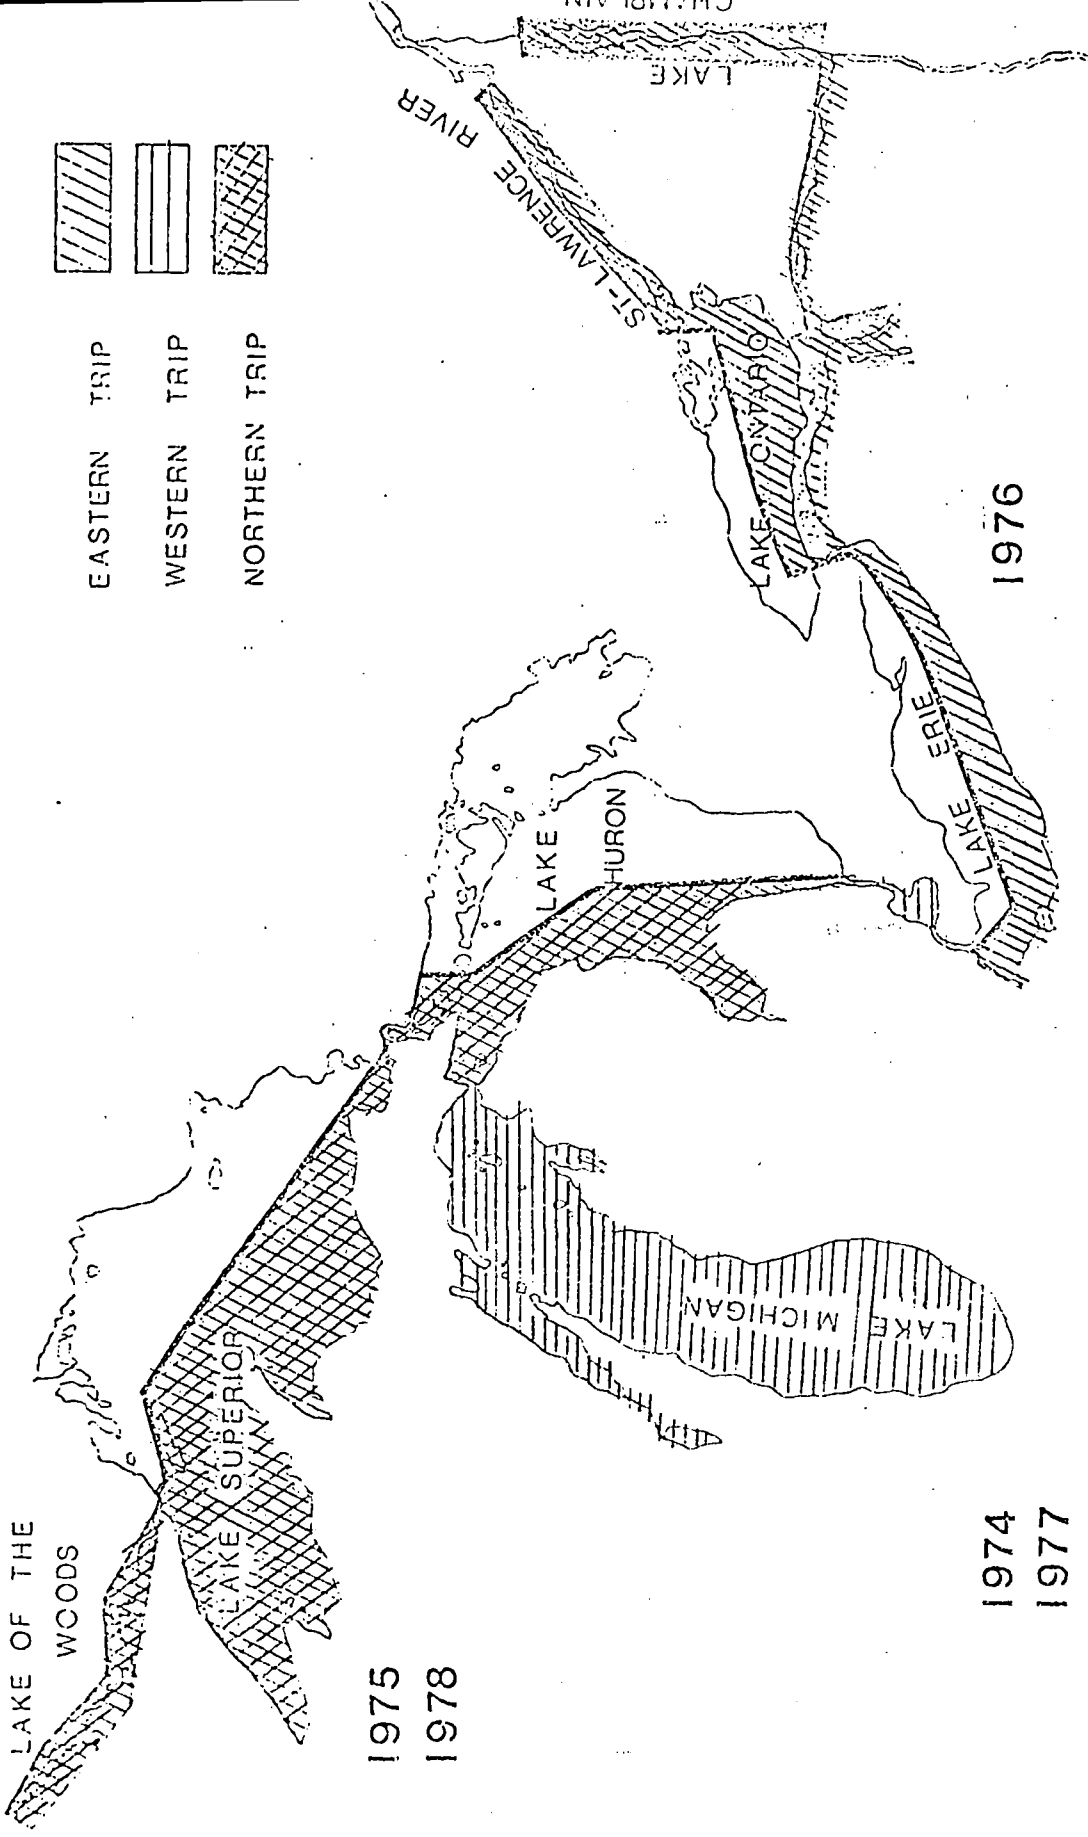 EASTERN TRIP
WESTERN TRIP
NORTHERN TRIP
LAKE OF THE
WOODS
LAKE SUPERIOR
LAKE
MICHIGAN
LAKE
HURON
LAKE ERIE
LAKE ONTARIO
ST-LAWRENCE
RIVER
LAKE
CHAMPLAIN
1975
1978
1974
1977
1976